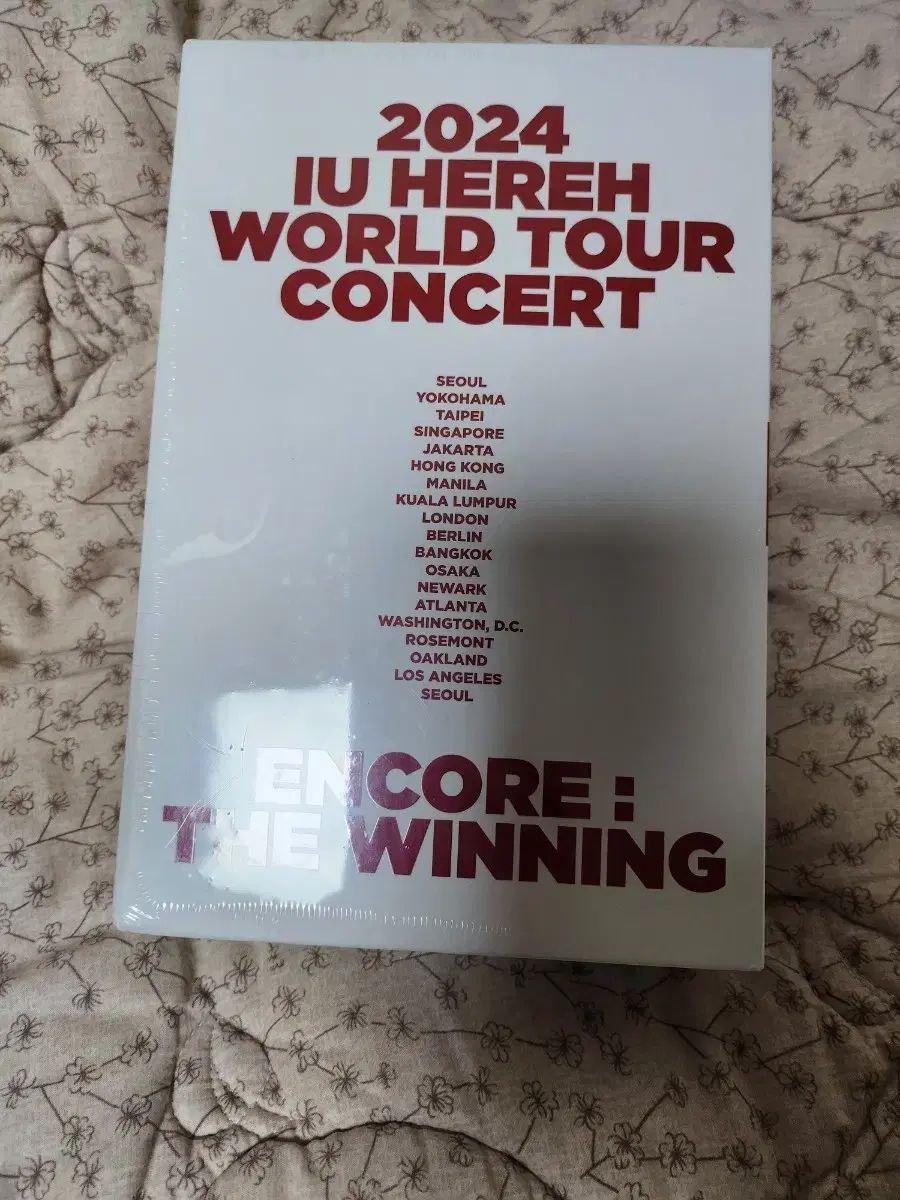 2024
IU HEREH
WORLD TOUR
CONCERT
SEOUL
YOKOHAMA
TAIPEI
SINGAPORE
JAKARTA
HONG KONG
MANILA
KUALA LUMPUR
LONDON
BERLIN
BANGKOK
OSAKA
NEWARK
ATLANTA
WASHINGTON, D.C.
ROSEMONT
OAKLAND
LOS ANGELES
SEOUL
ENCORE :
THE WINNING